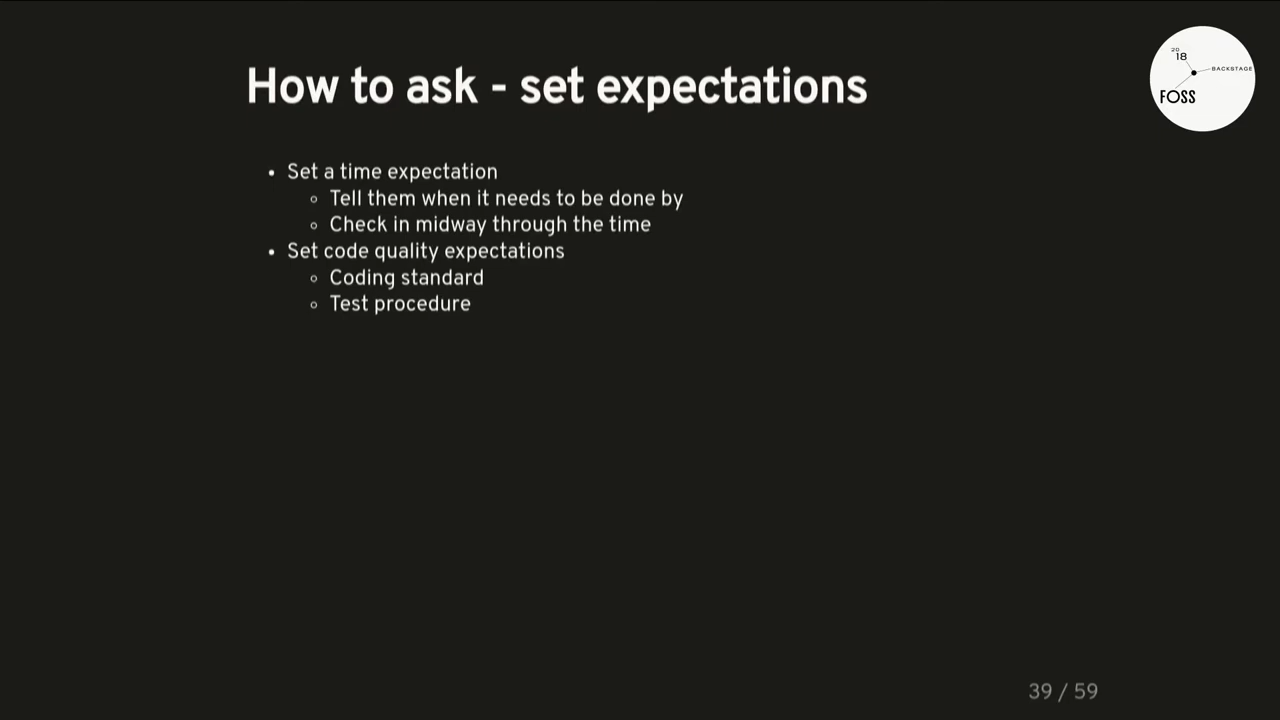 How to ask - set expectations
20
18
BACKSTAGE
FOSS
• Set a time expectation
◦ Tell them when it needs to be done by
◦ Check in midway through the time
• Set code quality expectations
◦ Coding standard
◦ Test procedure
39 / 59